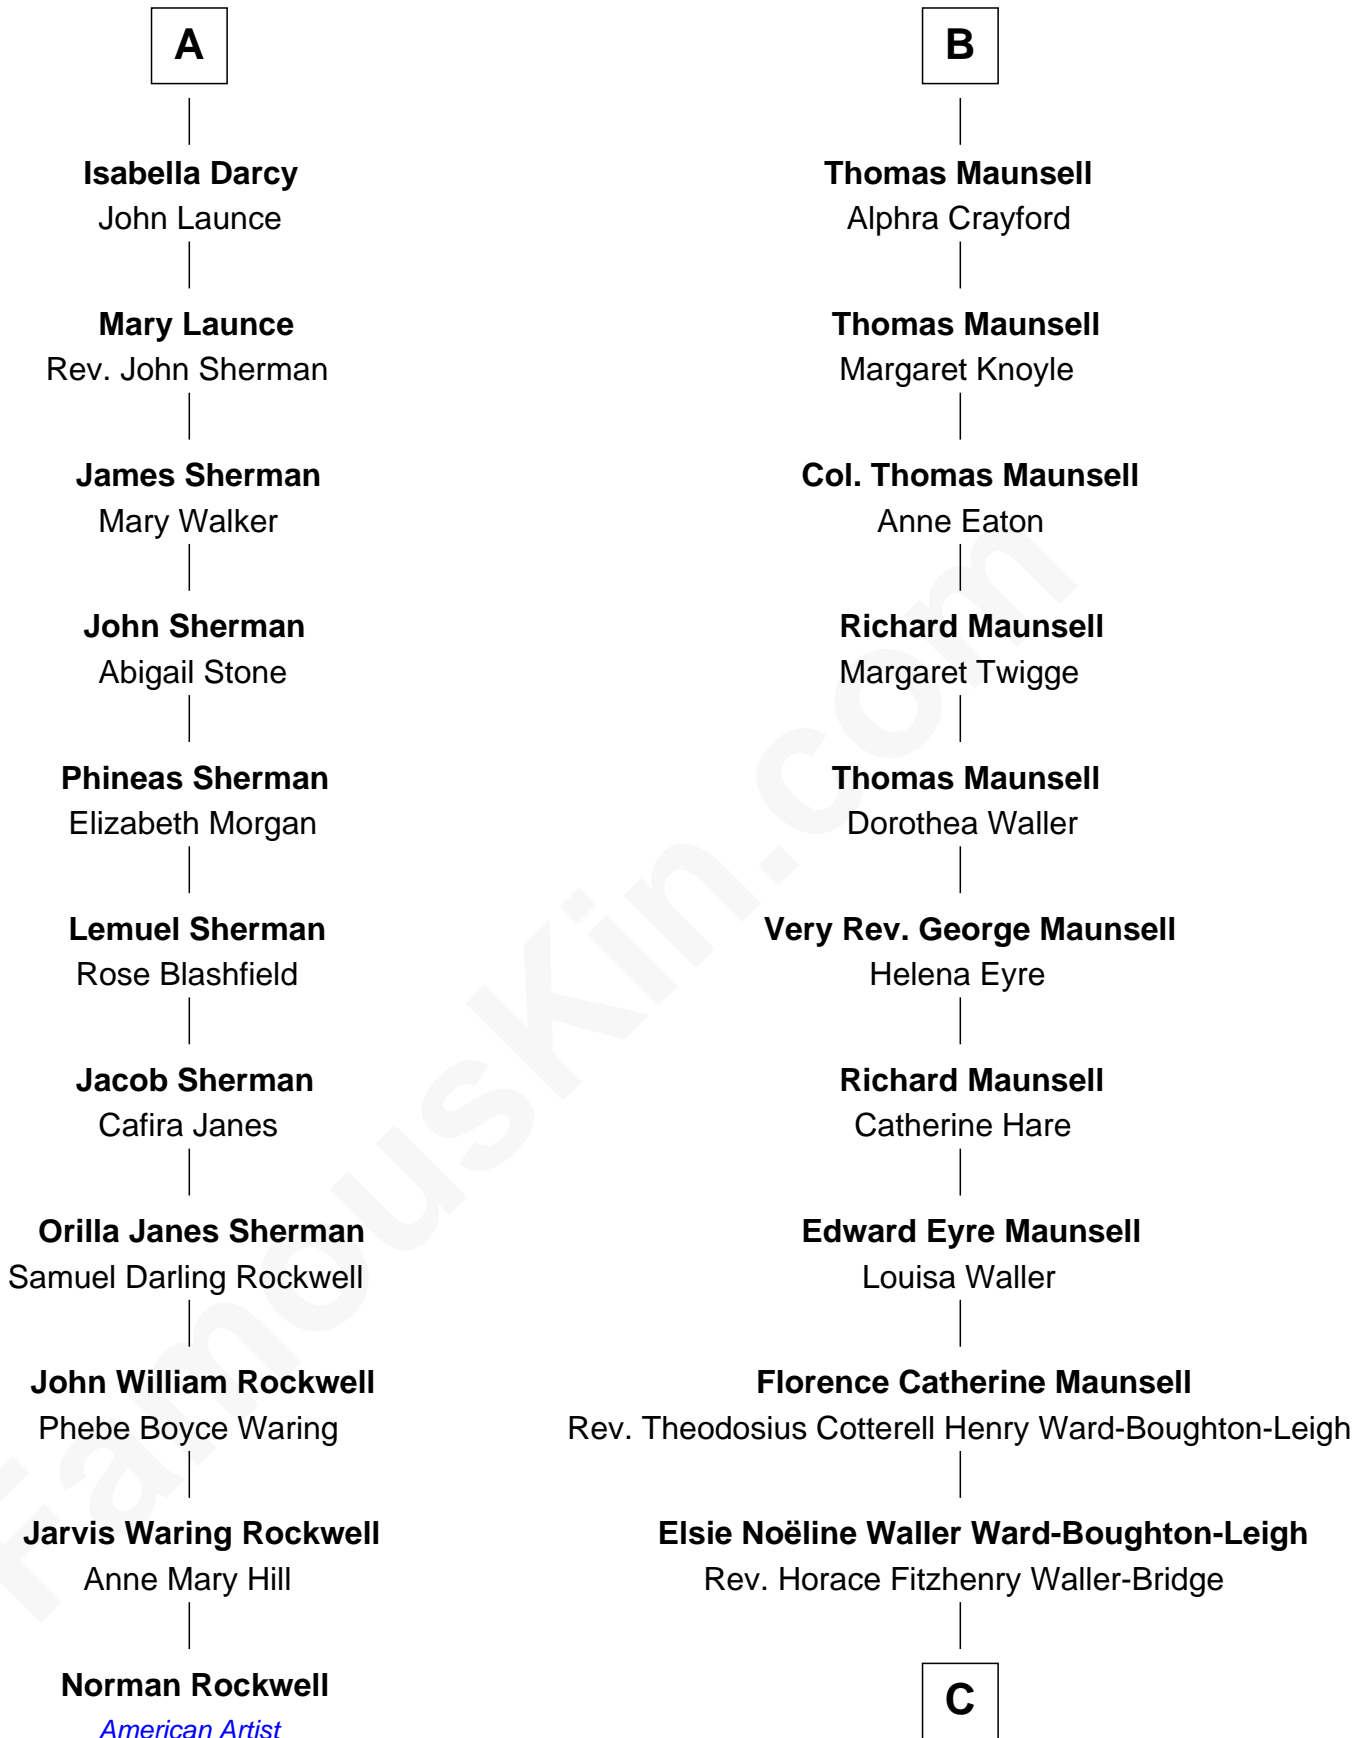 A
Isabella Darcy
John Launce
Mary Launce
Rev. John Sherman
James Sherman
Mary Walker
John Sherman
Abigail Stone
Phineas Sherman
Elizabeth Morgan
Lemuel Sherman
Rose Blashfield
Jacob Sherman
Cafira Janes
Orilla Janes Sherman
Samuel Darling Rockwell
John William Rockwell
Phebe Boyce Waring
Jarvis Waring Rockwell
Anne Mary Hill
Norman Rockwell
American Artist
B
Thomas Maunsell
Alphra Crayford
Thomas Maunsell
Margaret Knoyle
Col. Thomas Maunsell
Anne Eaton
Richard Maunsell
Margaret Twigge
Thomas Maunsell
Dorothea Waller
Very Rev. George Maunsell
Helena Eyre
Richard Maunsell
Catherine Hare
Edward Eyre Maunsell
Louisa Waller
Florence Catherine Maunsell
Rev. Theodosius Cotterell Henry Ward-Boughton-Leigh
Elsie Noëline Waller Ward-Boughton-Leigh
Rev. Horace Fitzhenry Waller-Bridge
C
FamousKin.com